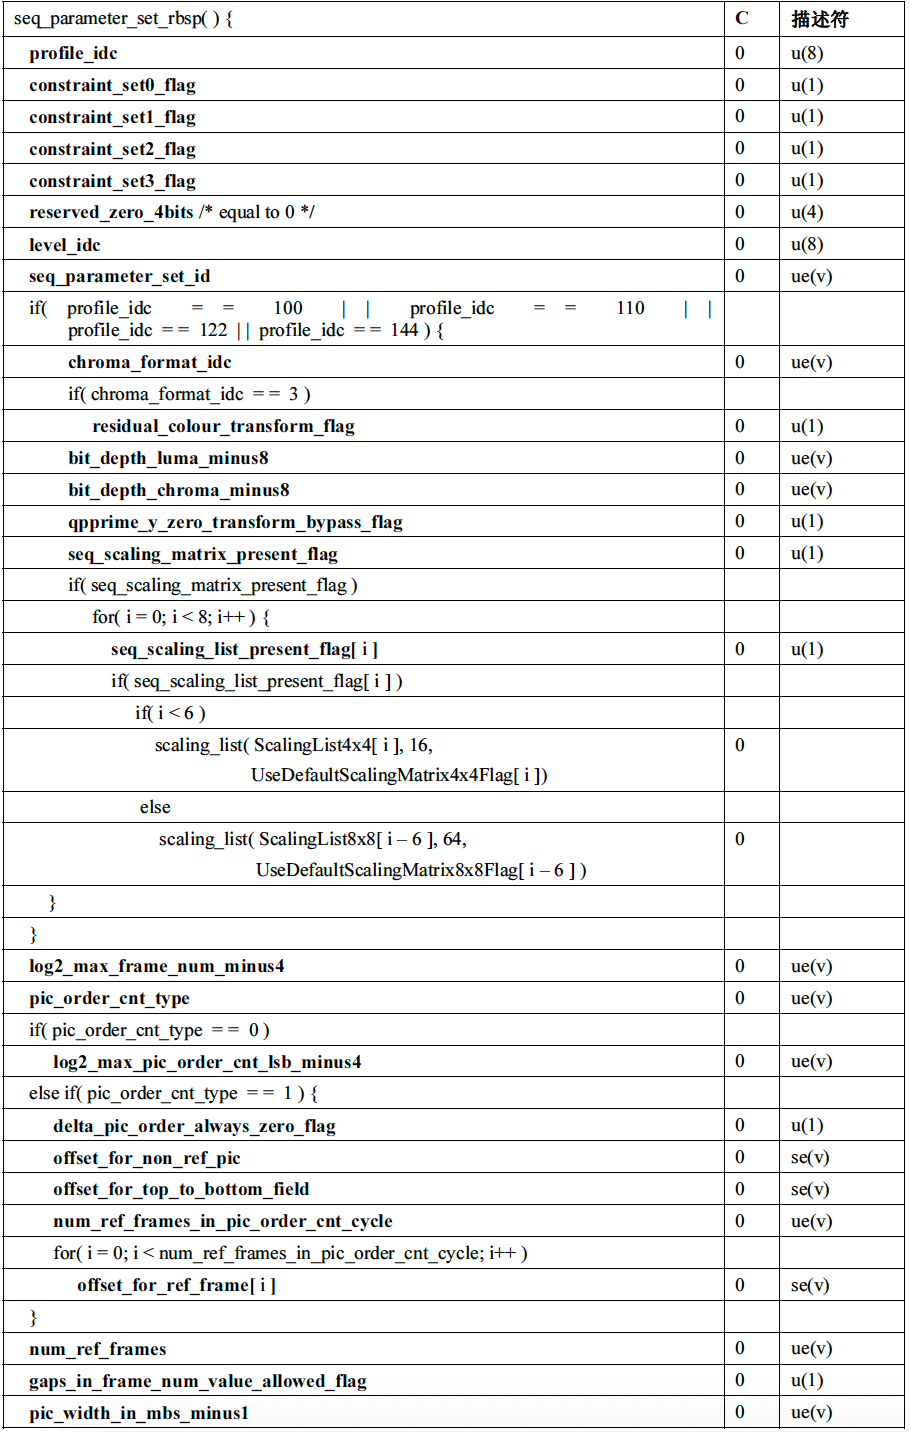 seq_parameter_set_rbsp( ) { C 描述符
profile_idc 0 u(8)
constraint_set0_flag 0 u(1)
constraint_set1_flag 0 u(1)
constraint_set2_flag 0 u(1)
constraint_set3_flag 0 u(1)
reserved_zero_4bits /* equal to 0 */ 0 u(4)
level_idc 0 u(8)
seq_parameter_set_id 0 ue(v)
if( profile_idc = = 100 | | profile_idc = = 110 | |
profile_idc = = 122 | | profile_idc = = 144 ) {
chroma_format_idc 0 ue(v)
if( chroma_format_idc = = 3 )
residual_colour_transform_flag 0 u(1)
bit_depth_luma_minus8 0 ue(v)
bit_depth_chroma_minus8 0 ue(v)
qpprime_y_zero_transform_bypass_flag 0 u(1)
seq_scaling_matrix_present_flag 0 u(1)
if( seq_scaling_matrix_present_flag )
for( i = 0; i < 8; i++ ) {
seq_scaling_list_present_flag[ i ] 0 u(1)
if( seq_scaling_list_present_flag[ i ] )
if( i < 6 )
scaling_list( ScalingList4x4[ i ], 16, 0
UseDefaultScalingMatrix4x4Flag[ i ])
else
scaling_list( ScalingList8x8[ i – 6 ], 64, 0
UseDefaultScalingMatrix8x8Flag[ i – 6 ] )
}
}
log2_max_frame_num_minus4 0 ue(v)
pic_order_cnt_type 0 ue(v)
if( pic_order_cnt_type = = 0 )
log2_max_pic_order_cnt_lsb_minus4 0 ue(v)
else if( pic_order_cnt_type = = 1 ) {
delta_pic_order_always_zero_flag 0 u(1)
offset_for_non_ref_pic 0 se(v)
offset_for_top_to_bottom_field 0 se(v)
num_ref_frames_in_pic_order_cnt_cycle 0 ue(v)
for( i = 0; i < num_ref_frames_in_pic_order_cnt_cycle; i++ )
offset_for_ref_frame[ i ] 0 se(v)
}
num_ref_frames 0 ue(v)
gaps_in_frame_num_value_allowed_flag 0 u(1)
pic_width_in_mbs_minus1 0 ue(v)